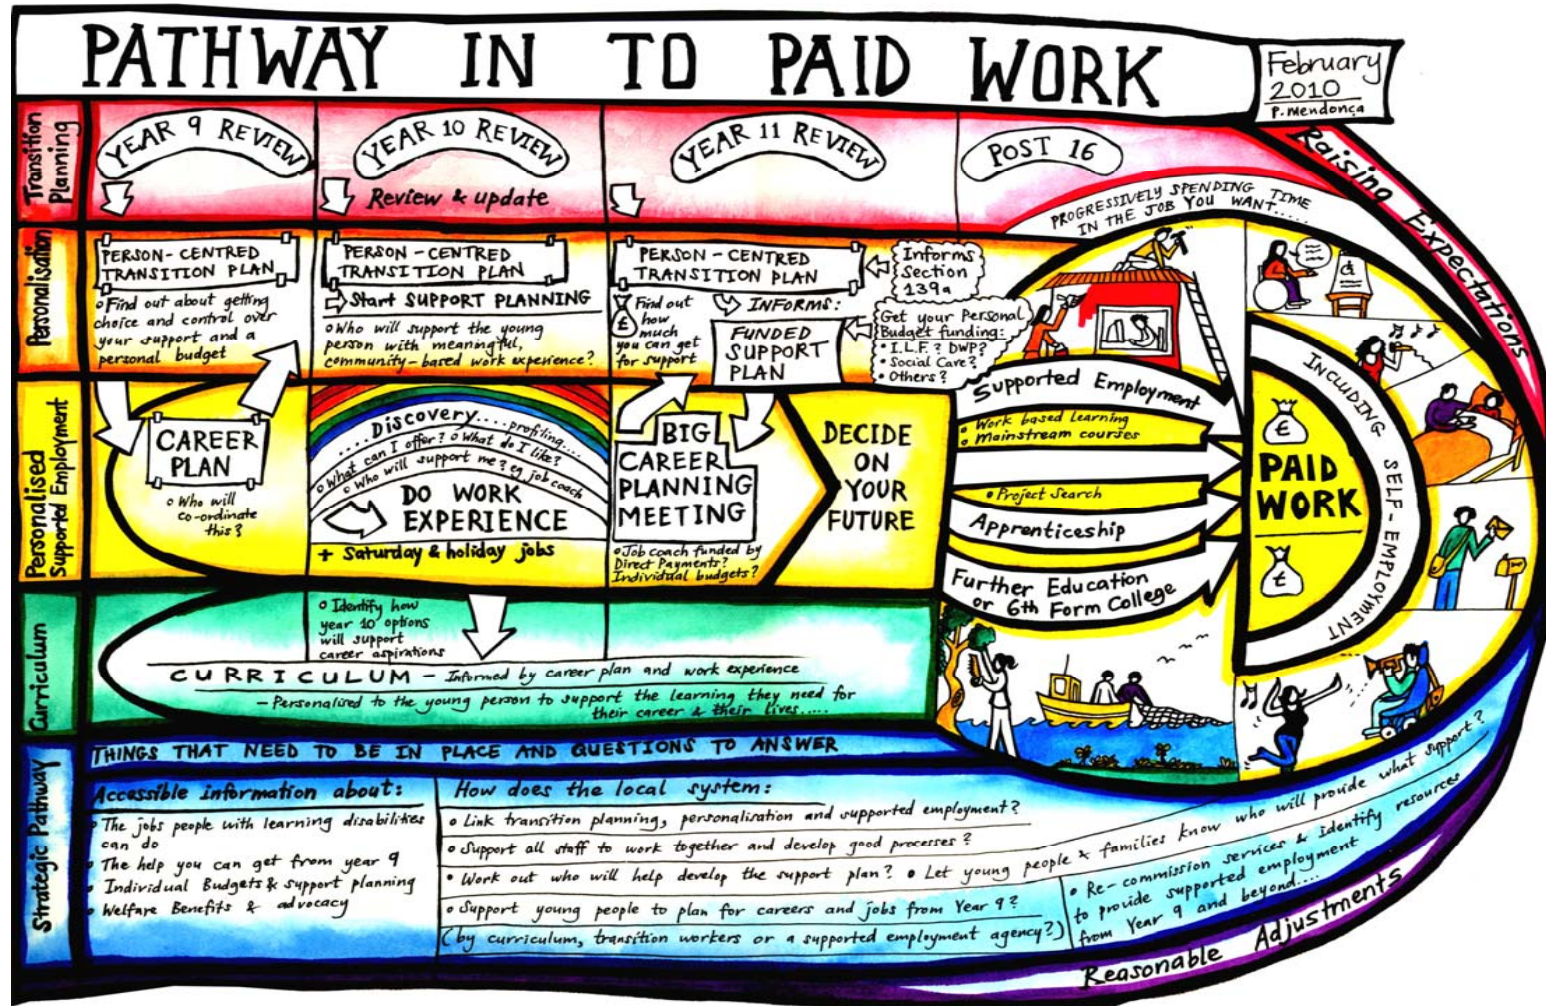 PATHWAY IN TO PAID WORK
February
2010
P. Mendonca
Transition
Planning
YEAR 9 REVIEW
YEAR 10 REVIEW
Review & update
YEAR 11 REVIEW
POST 16
PROGRESSIVELY SPENDING TIME
IN THE JOB YOU WANT.....
Raising Expectations
Personalisation
PERSON-CENTRED
TRANSITION PLAN
Find out about getting
choice and control over
your support and a
personal budget
PERSON-CENTRED
TRANSITION PLAN
Start SUPPORT PLANNING
Who will support the young
person with meaningful,
community-based work experience?
PERSON-CENTRED
TRANSITION PLAN
£
Find out
how
much
you can get
for support
INFORMS:
FUNDED
SUPPORT
PLAN
Informs
Section
139a
Get your Personal
Budget funding:
• I.L.F.? DWP?
• Social Care?
• Others?
Personalised
Supported Employment
CAREER
PLAN
Who will
co-ordinate
this?
....Discovery....profiling....
What can I offer? What do I like?
Who will support me? eg job coach
DO WORK
EXPERIENCE
+ Saturday & holiday jobs
BIG
CAREER
PLANNING
MEETING
Job coach funded by
Direct Payments?
Individual budgets?
DECIDE
ON
YOUR
FUTURE
Supported Employment
Work based learning
Mainstream courses
Project Search
Apprenticeship
Further Education
or 6th Form College
£
PAID
WORK
£
INCLUDING SELF-EMPLOYMENT
Curriculum
Identify how
year 10 options
will support
career aspirations
CURRICULUM – Informed by career plan and work experience
– Personalised to the young person to support the learning they need for
their career & their lives.....
Strategic Pathway
THINGS THAT NEED TO BE IN PLACE AND QUESTIONS TO ANSWER
Accessible information about:
• The jobs people with learning disabilities
can do
• The help you can get from year 9
• Individual Budgets & support planning
• Welfare Benefits & advocacy
How does the local system:
• Link transition planning, personalisation and supported employment?
• Support all staff to work together and develop good processes?
• Work out who will help develop the support plan? • Let young people & families know who will provide what support?
• Support young people to plan for careers and jobs from Year 9?
(by curriculum, transition workers or a supported employment agency?)
• Re-commission services & Identify resources
to provide supported employment
from Year 9 and beyond....
Reasonable Adjustments